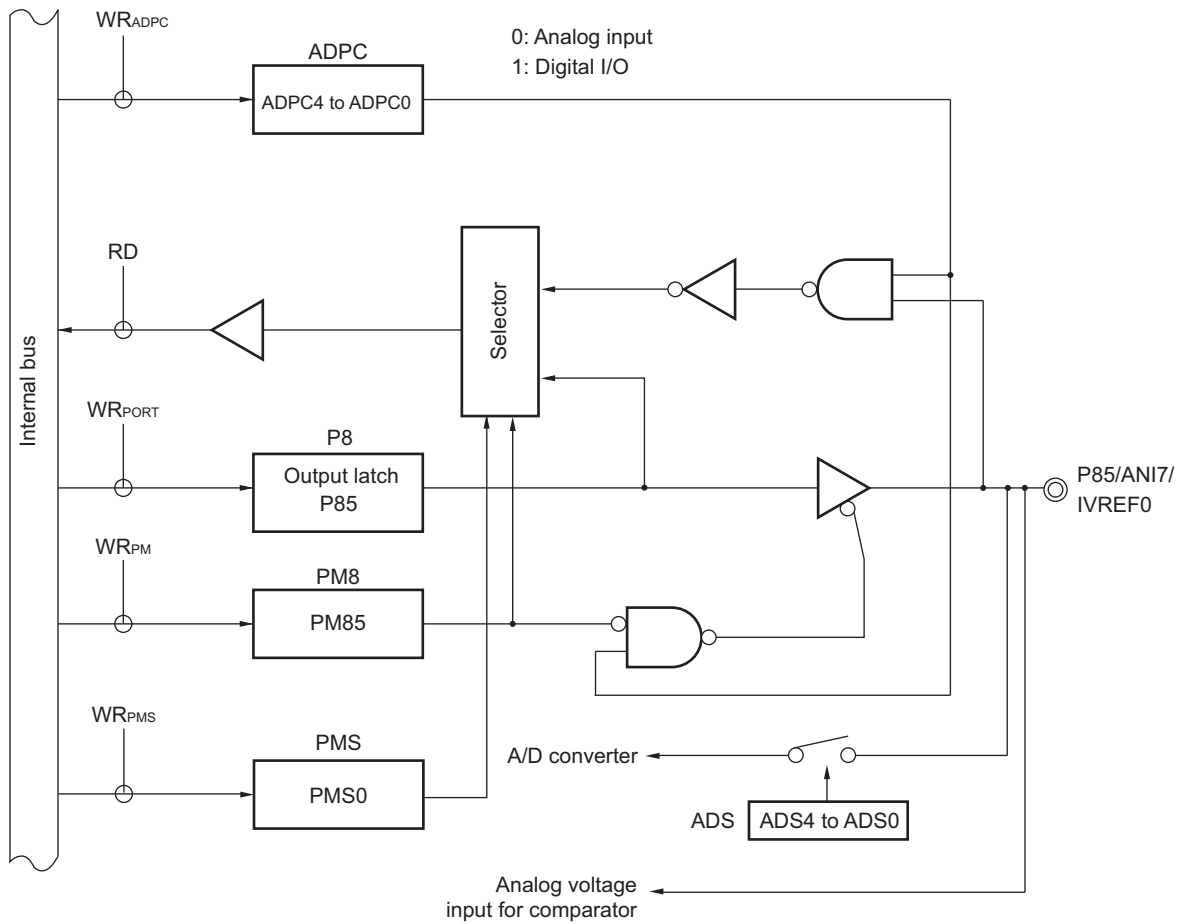 WRADPC
ADPC
0: Analog input
1: Digital I/O
ADPC4 to ADPC0
RD
Selector
Internal bus
WRPORT
P8
Output latch
P85
P85/ANI7/
IVREF0
WRPM
PM8
PM85
WRPMS
PMS
PMS0
A/D converter
ADS
ADS4 to ADS0
Analog voltage
input for comparator